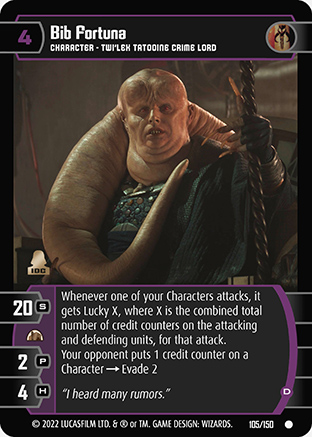 4
Bib Fortuna
CHARACTER - TWI'LEK TATOOINE CRIME LORD
IDC
20 S
2 P
4 H
Whenever one of your Characters attacks, it
gets Lucky X, where X is the combined total
number of credit counters on the attacking
and defending units, for that attack.
Your opponent puts 1 credit counter on a
Character → Evade 2
D
"I heard many rumors."
© 2022 LUCASFILM LTD. & ® or TM. GAME DESIGN: WIZARDS.
105/150